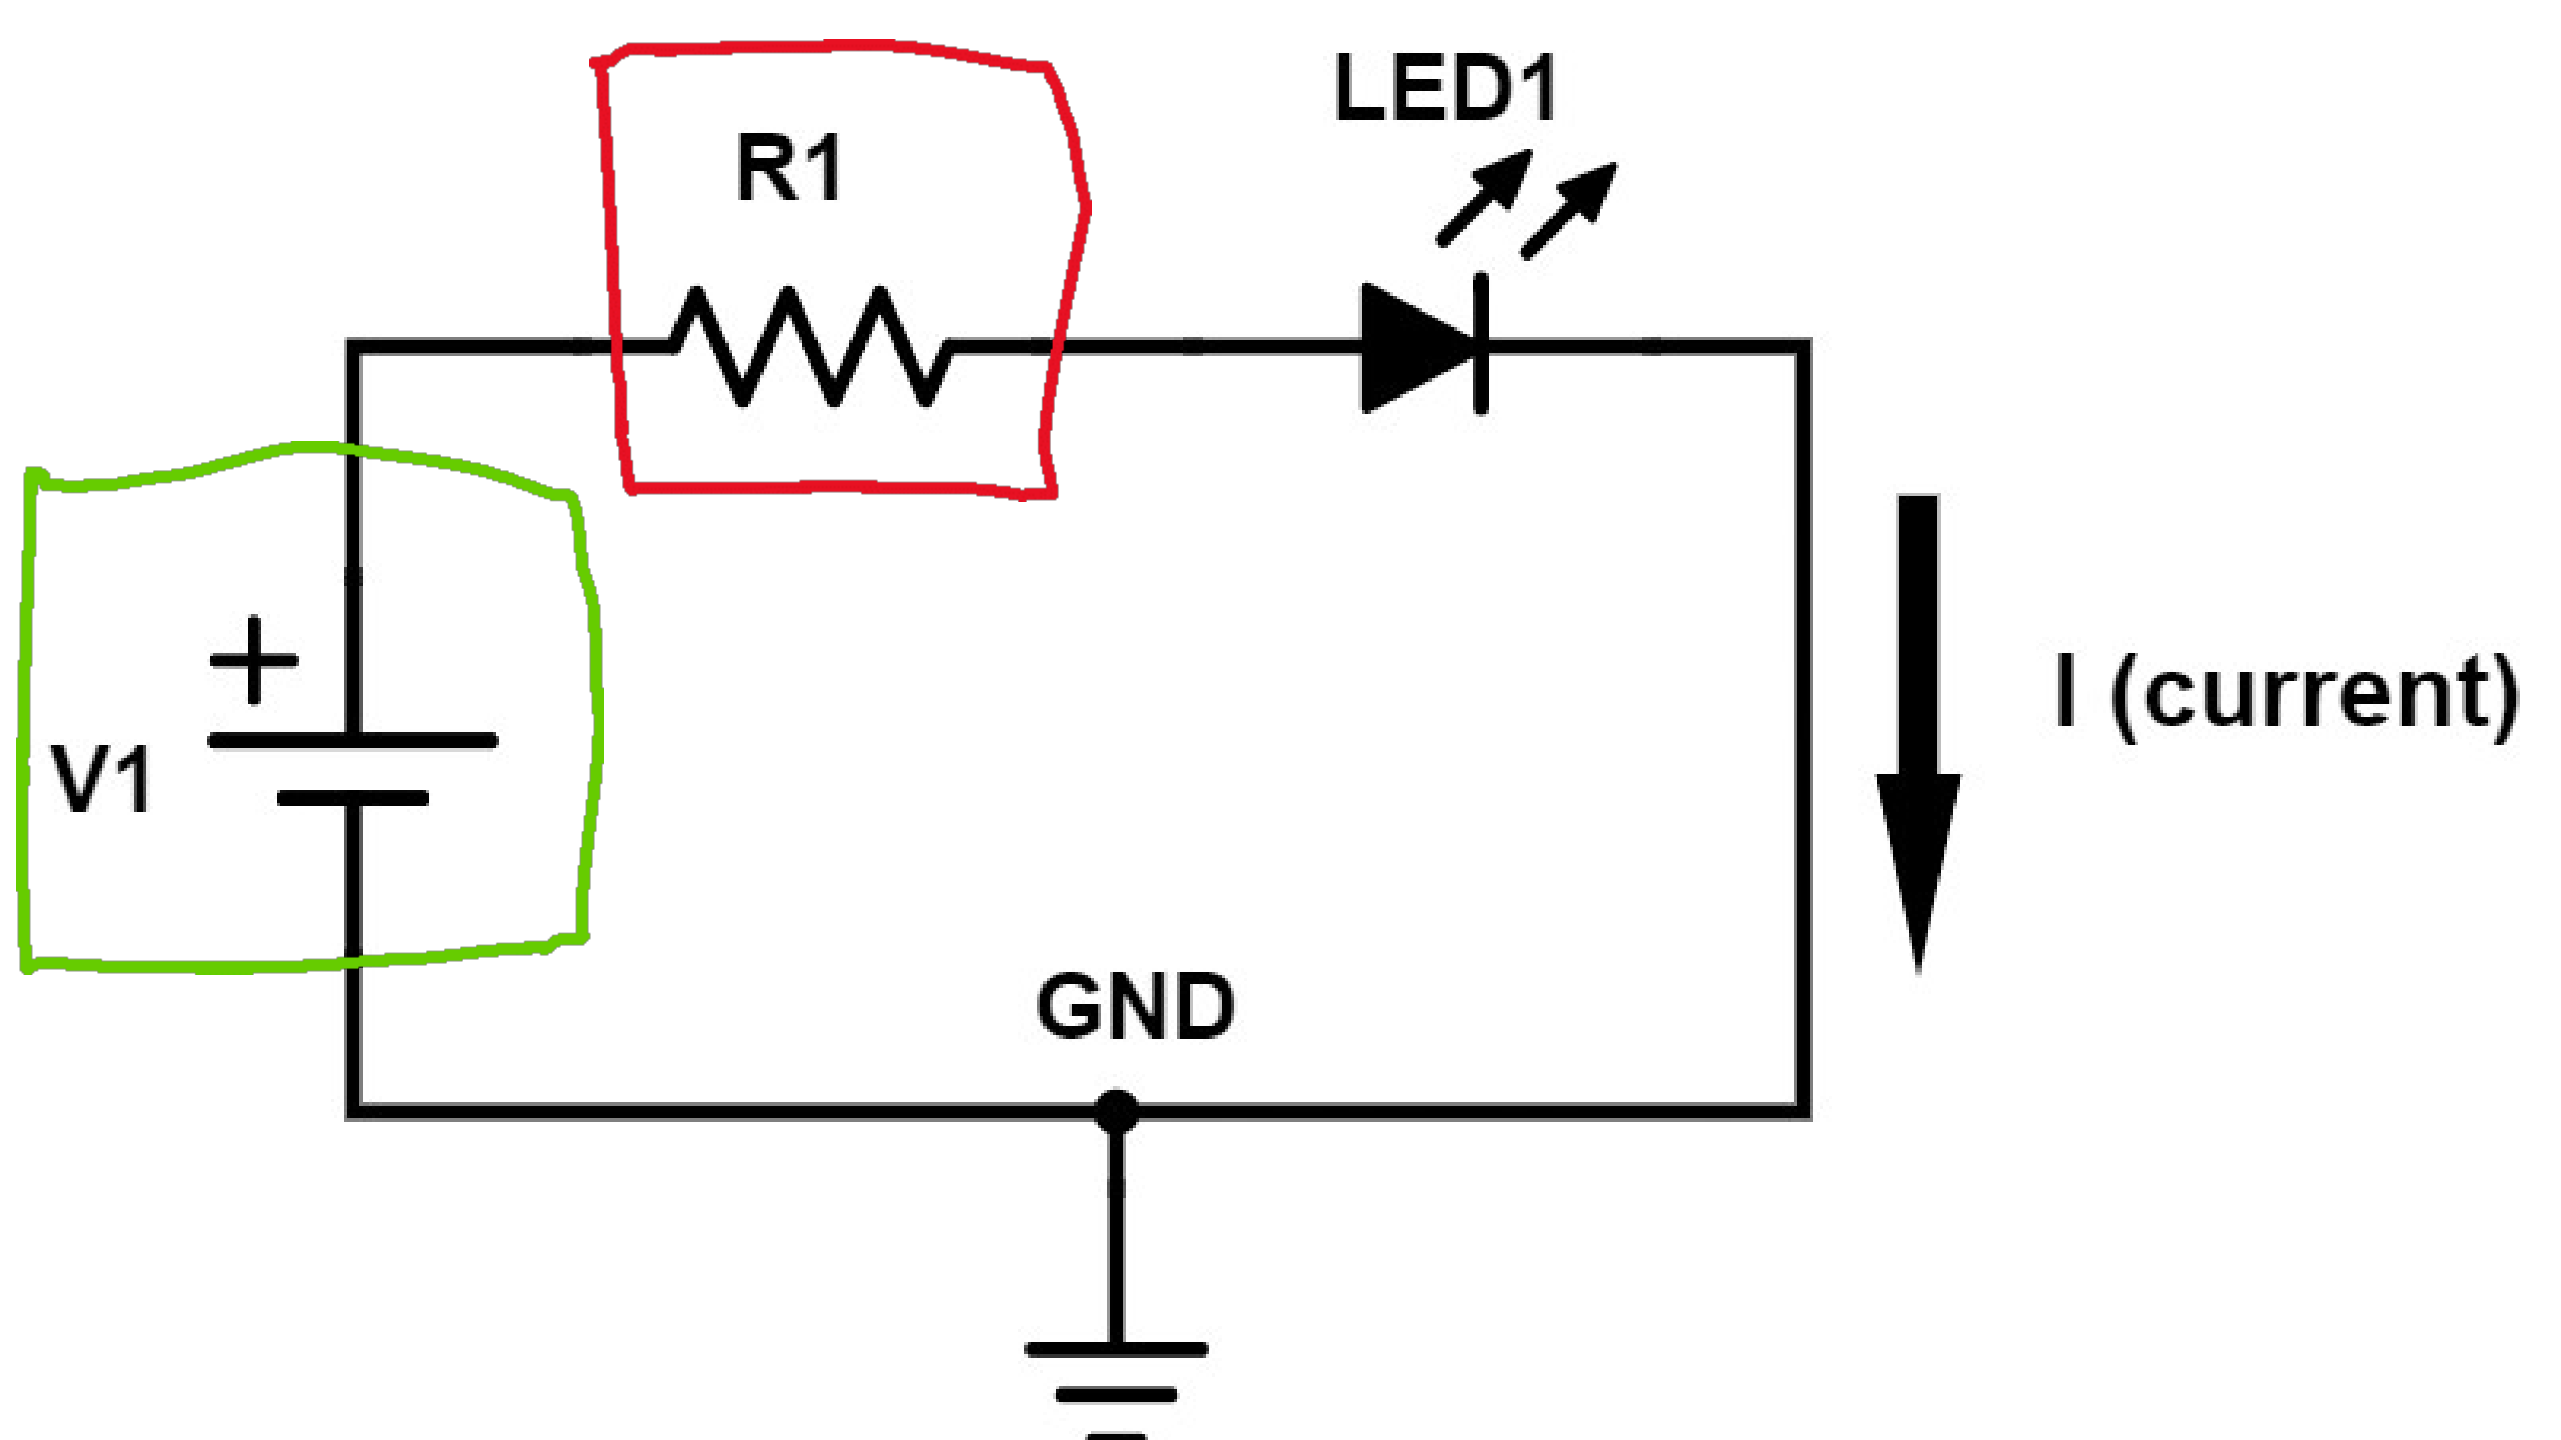 LED1
R1
+
V1
I (current)
GND